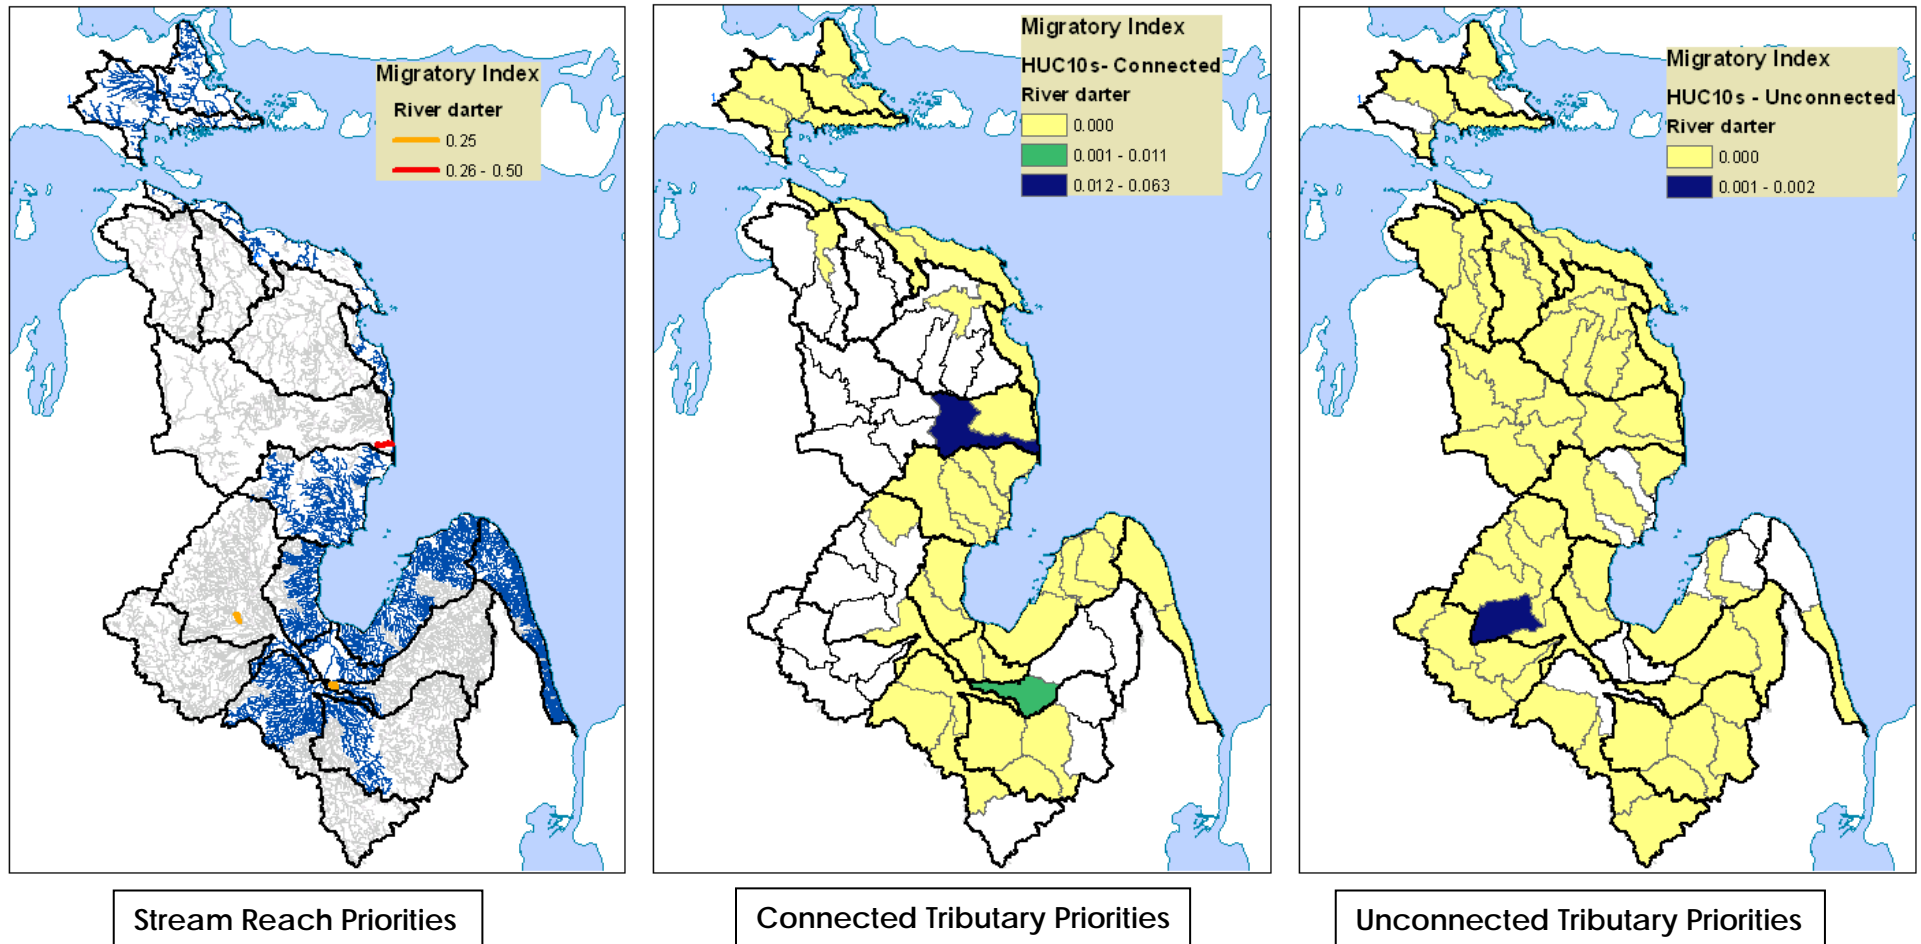 Migratory Index
River darter
0.25
0.26 - 0.50
Stream Reach Priorities
Migratory Index
HUC10s- Connected
River darter
0.000
0.001 - 0.011
0.012 - 0.063
Connected Tributary Priorities
Migratory Index
HUC10s - Unconnected
River darter
0.000
0.001 - 0.002
Unconnected Tributary Priorities